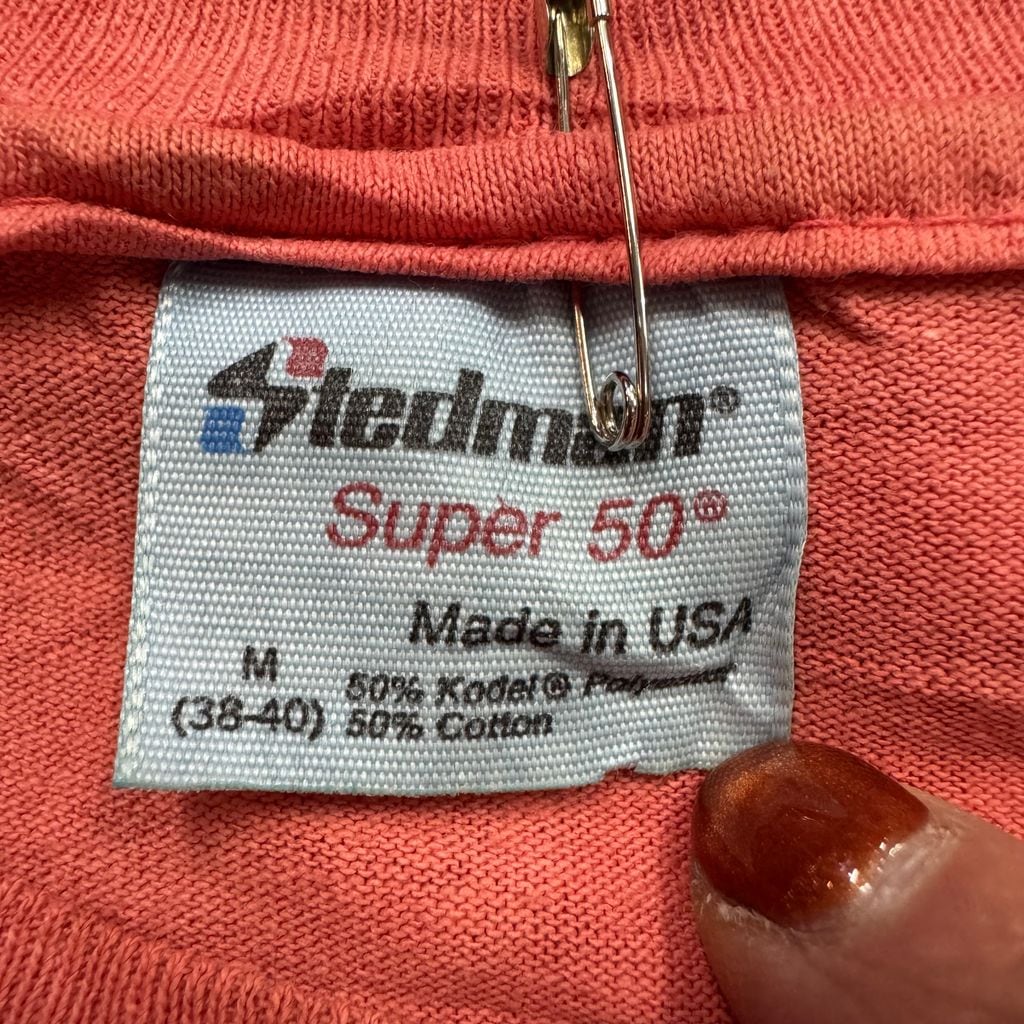 Stedman®
Super 50®
Made in USA
M
(38-40)
50% Kodel® Polyester
50% Cotton